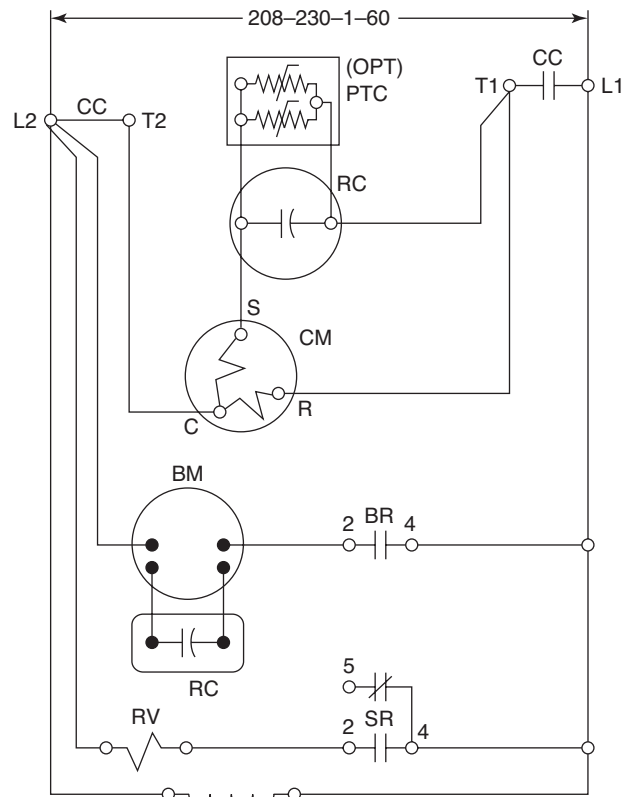 208–230–1–60
(OPT)
PTC
T1
CC
L1
L2
CC
T2
RC
S
CM
R
C
BM
2
BR
4
RC
5
RV
2
SR
4